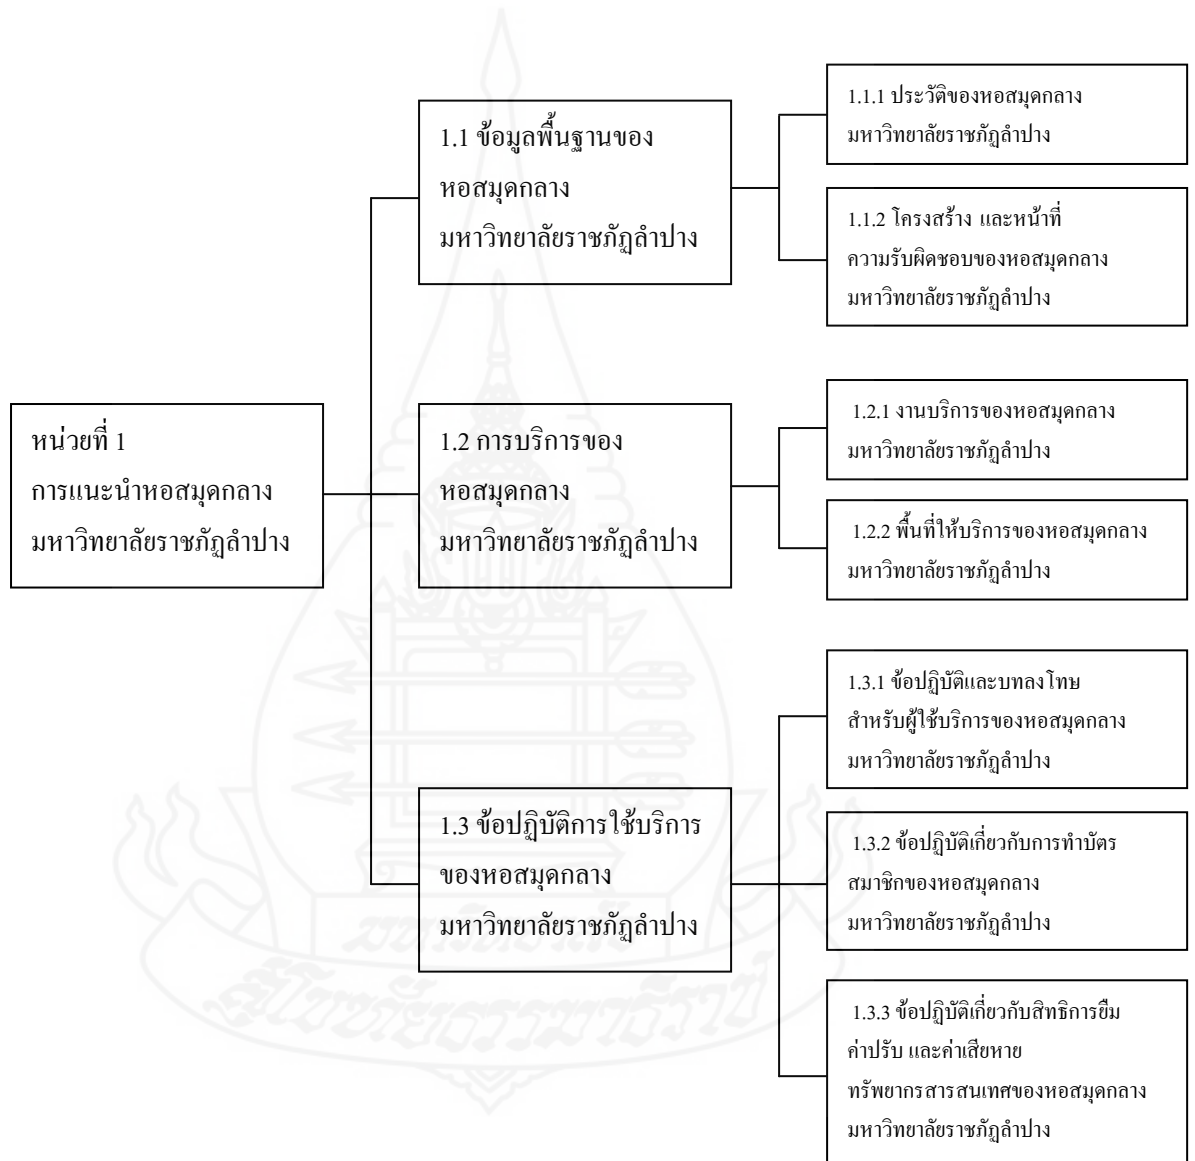 หน่วยที่ 1
การแนะนำหอสมุดกลาง
มหาวิทยาลัยราชภัฏลำปาง
1.1 ข้อมูลพื้นฐานของ
หอสมุดกลาง
มหาวิทยาลัยราชภัฏลำปาง
1.1.1 ประวัติของหอสมุดกลาง
มหาวิทยาลัยราชภัฏลำปาง
1.1.2 โครงสร้าง และหน้าที่
ความรับผิดชอบของหอสมุดกลาง
มหาวิทยาลัยราชภัฏลำปาง
1.2 การบริการของ
หอสมุดกลาง
มหาวิทยาลัยราชภัฏลำปาง
1.2.1 งานบริการของหอสมุดกลาง
มหาวิทยาลัยราชภัฏลำปาง
1.2.2 พื้นที่ให้บริการของหอสมุดกลาง
มหาวิทยาลัยราชภัฏลำปาง
1.3 ข้อปฏิบัติการใช้บริการ
ของหอสมุดกลาง
มหาวิทยาลัยราชภัฏลำปาง
1.3.1 ข้อปฏิบัติและบทลงโทษ
สำหรับผู้ใช้บริการของหอสมุดกลาง
มหาวิทยาลัยราชภัฏลำปาง
1.3.2 ข้อปฏิบัติเกี่ยวกับการทำบัตร
สมาชิกของหอสมุดกลาง
มหาวิทยาลัยราชภัฏลำปาง
1.3.3 ข้อปฏิบัติเกี่ยวกับสิทธิการยืม
ค่าปรับ และค่าเสียหาย
ทรัพยากรสารสนเทศของหอสมุดกลาง
มหาวิทยาลัยราชภัฏลำปาง
มหาวิทยาลัย
สุโขทัยธรรมาธิราช